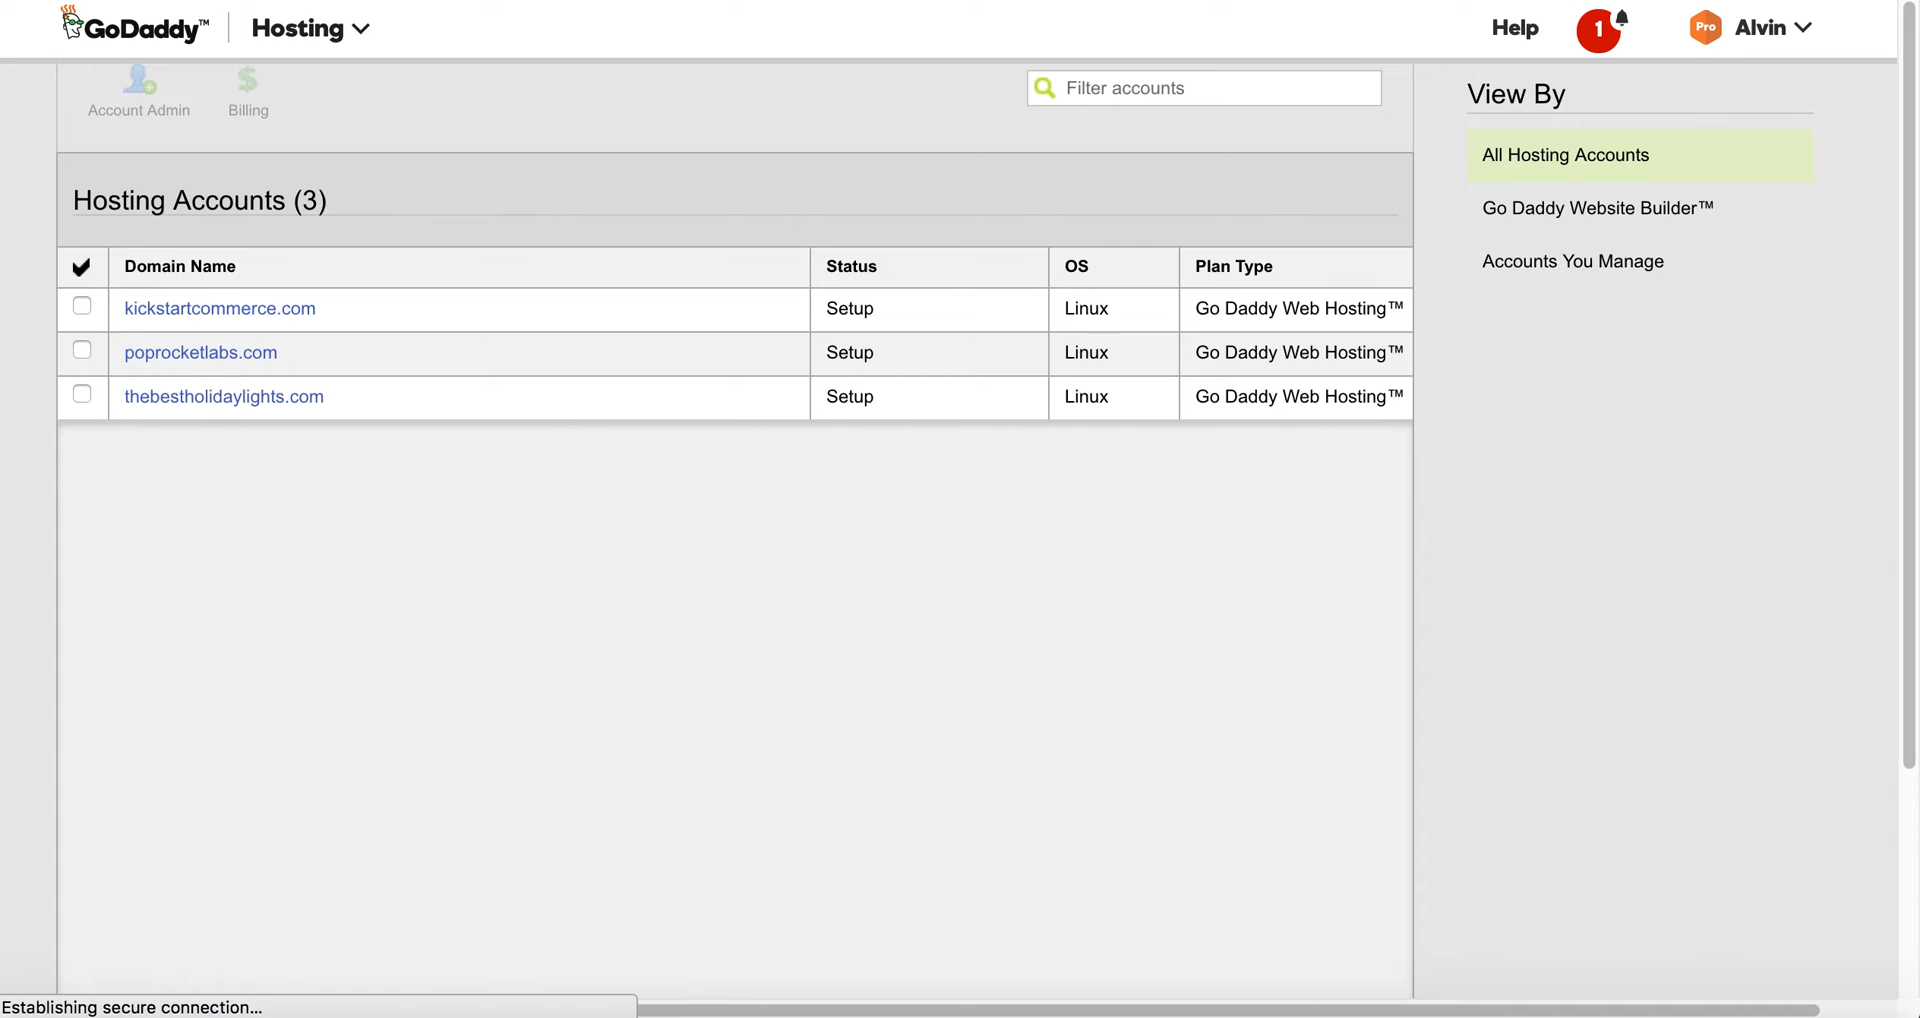 GoDaddy™ Hosting Help 1 Pro Alvin
Account Admin Billing
Filter accounts
View By
All Hosting Accounts
Go Daddy Website Builder™
Accounts You Manage
Hosting Accounts (3)
Domain Name Status OS Plan Type
kickstartcommerce.com Setup Linux Go Daddy Web Hosting™
poprocketlabs.com Setup Linux Go Daddy Web Hosting™
thebestholidaylights.com Setup Linux Go Daddy Web Hosting™
Establishing secure connection...